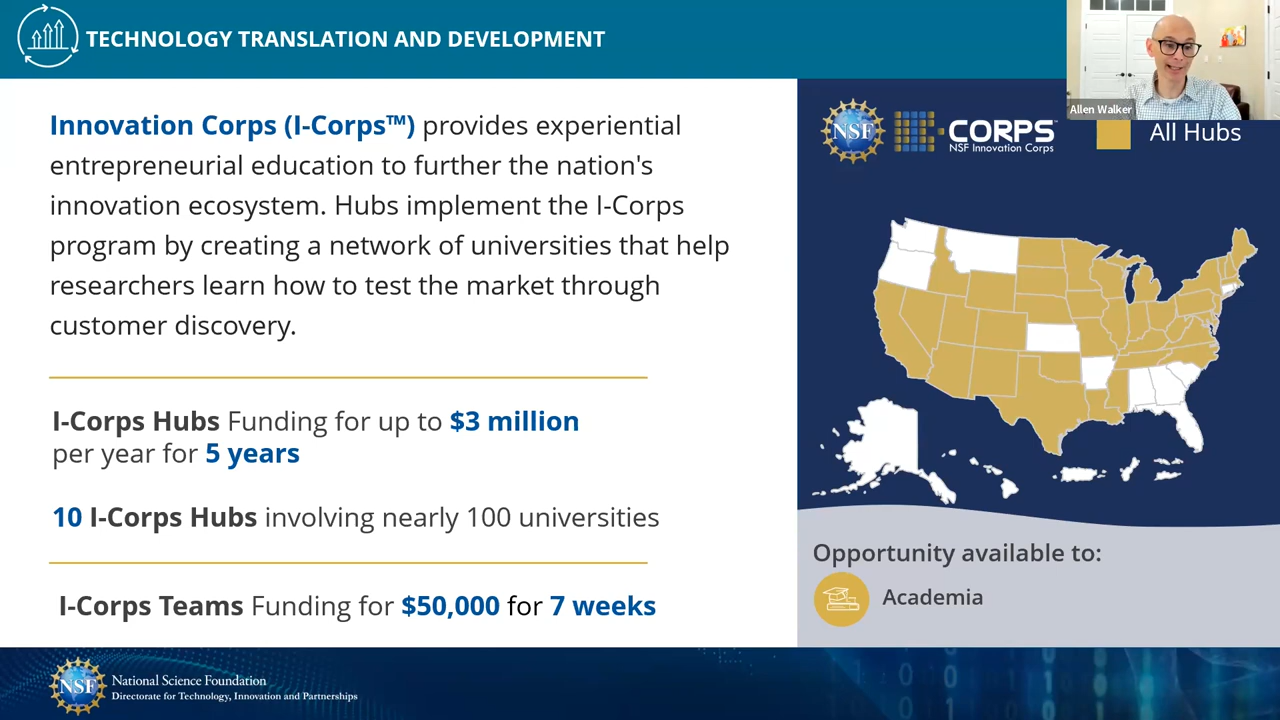 TECHNOLOGY TRANSLATION AND DEVELOPMENT
Innovation Corps (I-Corps™) provides experiential
entrepreneurial education to further the nation's
innovation ecosystem. Hubs implement the I-Corps
program by creating a network of universities that help
researchers learn how to test the market through
customer discovery.
I-Corps Hubs Funding for up to $3 million
per year for 5 years
10 I-Corps Hubs involving nearly 100 universities
I-Corps Teams Funding for $50,000 for 7 weeks
Allen Walker
NSF
I-CORPS™
NSF Innovation Corps
All Hubs
Opportunity available to:
Academia
NSF
National Science Foundation
Directorate for Technology, Innovation and Partnerships